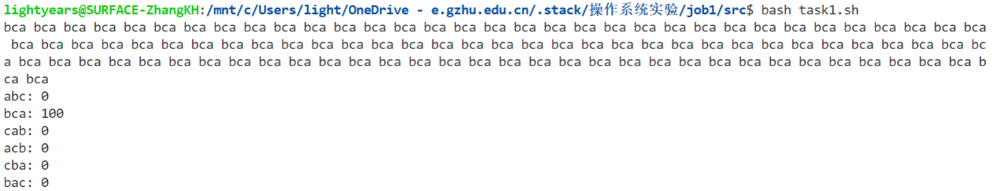 lightyears@SURFACE-ZhangKH:/mnt/c/Users/light/OneDrive - e.gzhu.edu.cn/.stack/操作系统实验/job1/src$ bash task1.sh
bca bca bca bca bca bca bca bca bca bca bca bca bca bca bca bca bca bca bca bca bca bca bca bca bca bca bca bca bca bca bca bca bca
 bca bca bca bca bca bca bca bca bca bca bca bca bca bca bca bca bca bca bca bca bca bca bca bca bca bca bca bca bca bca bca bca bc
a bca bca bca bca bca bca bca bca bca bca bca bca bca bca bca bca bca bca bca bca bca bca bca bca bca bca bca bca bca bca bca bca b
ca bca
abc: 0
bca: 100
cab: 0
acb: 0
cba: 0
bac: 0